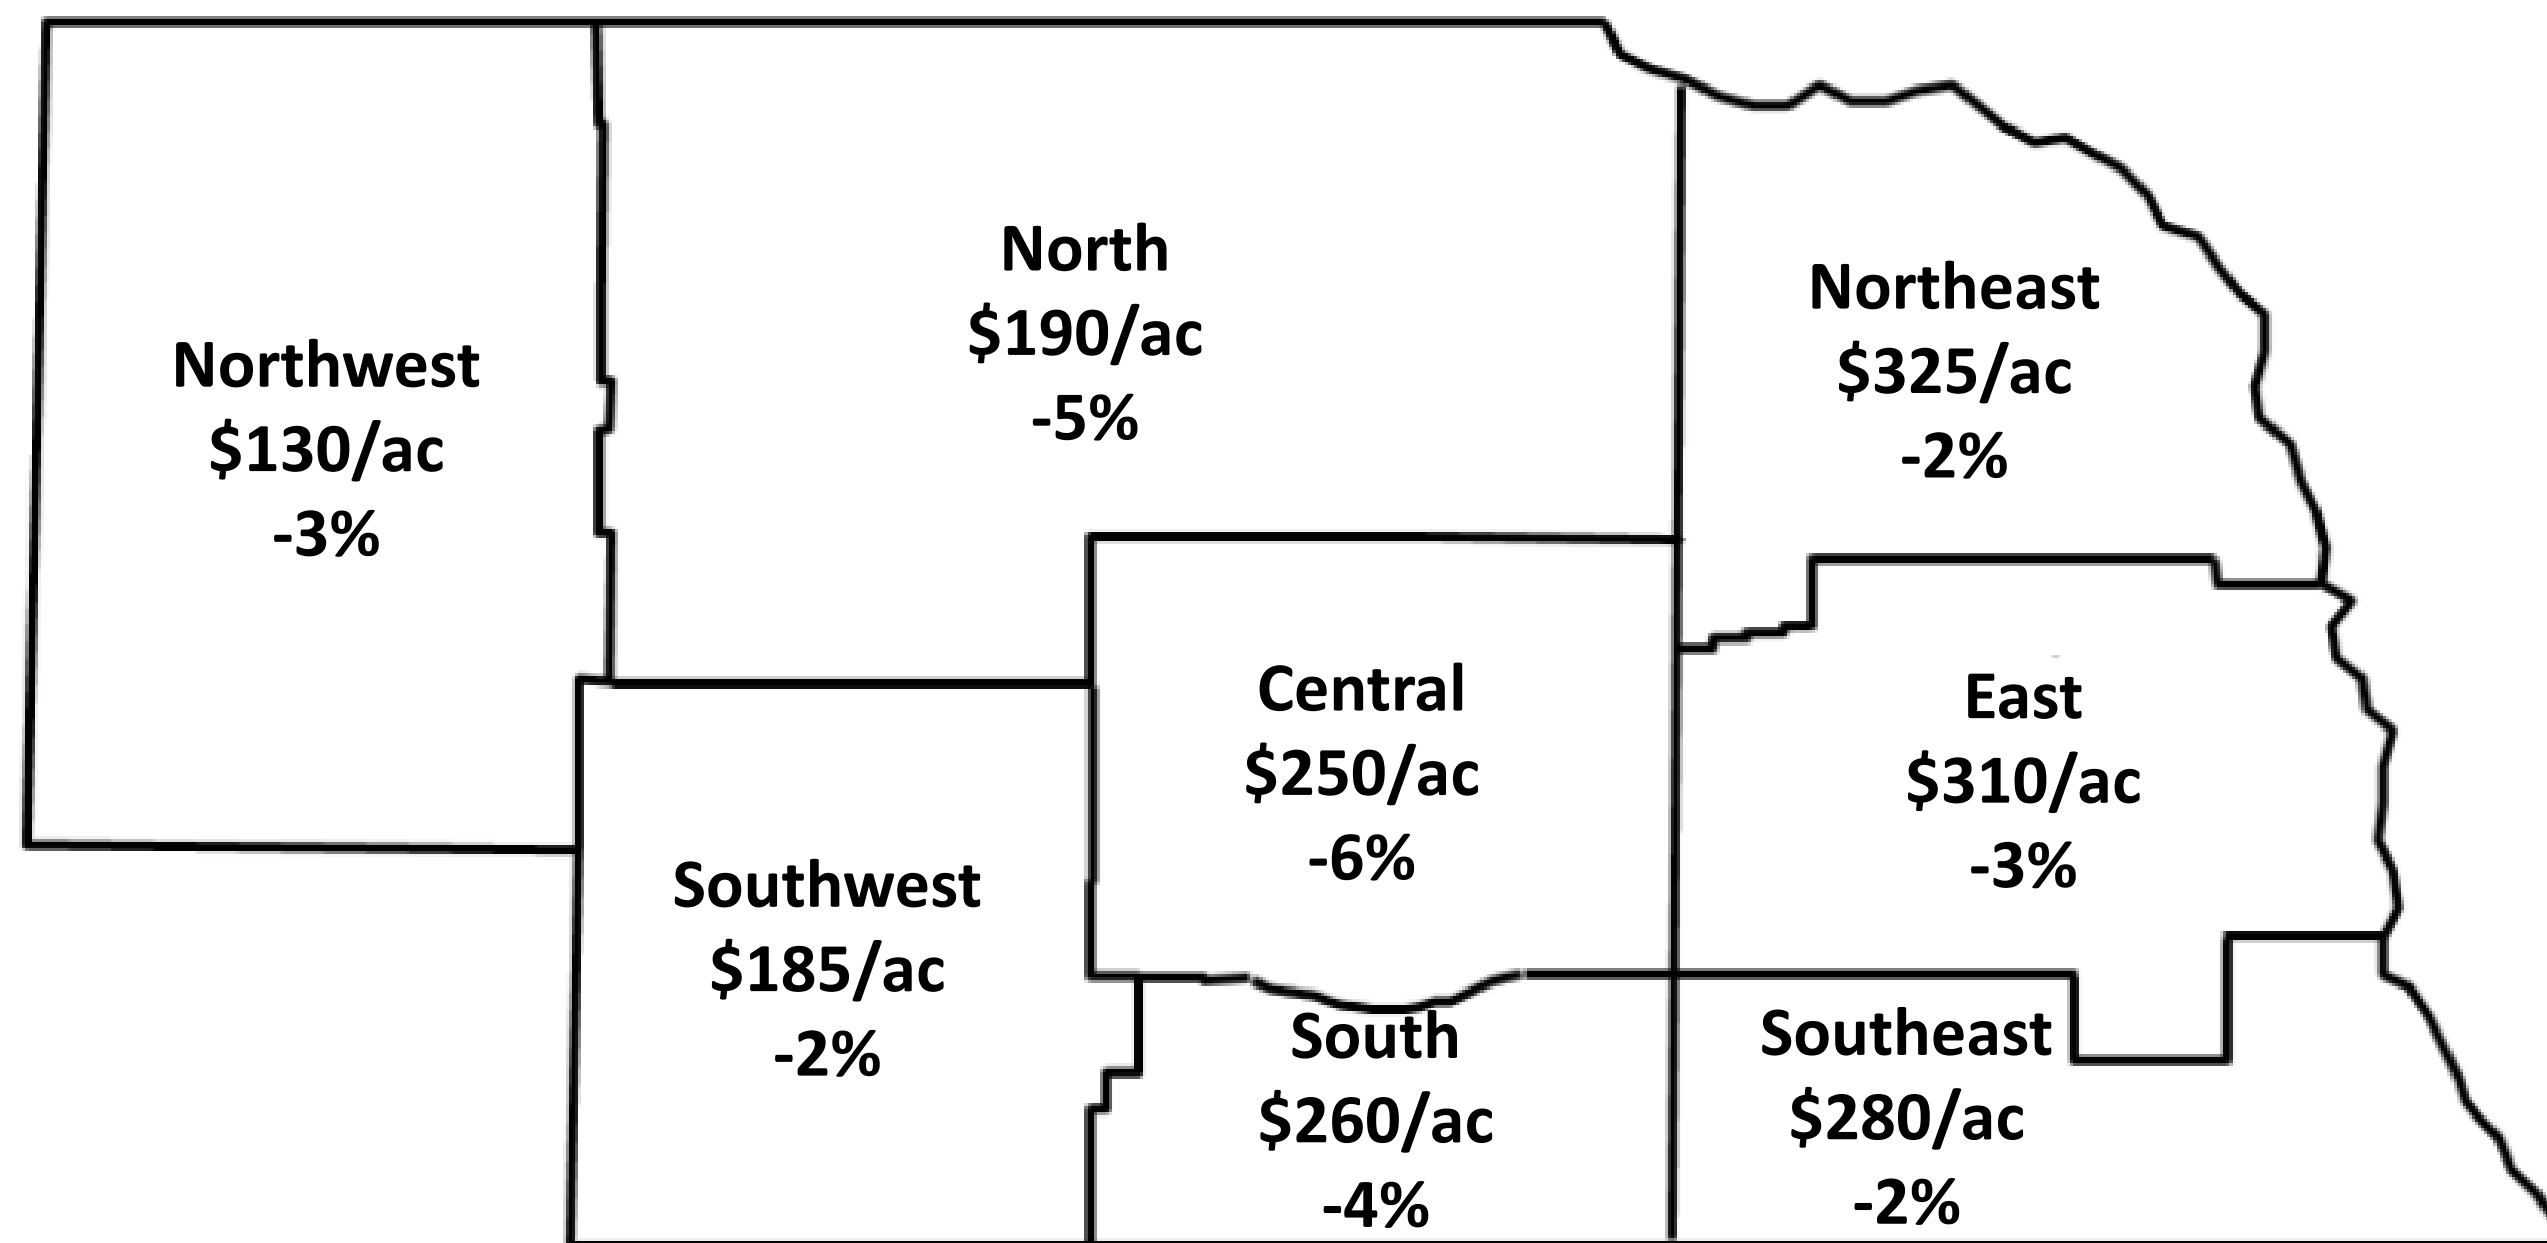 Northwest
$130/ac
-3%
North
$190/ac
-5%
Northeast
$325/ac
-2%
Southwest
$185/ac
-2%
Central
$250/ac
-6%
East
$310/ac
-3%
South
$260/ac
-4%
Southeast
$280/ac
-2%